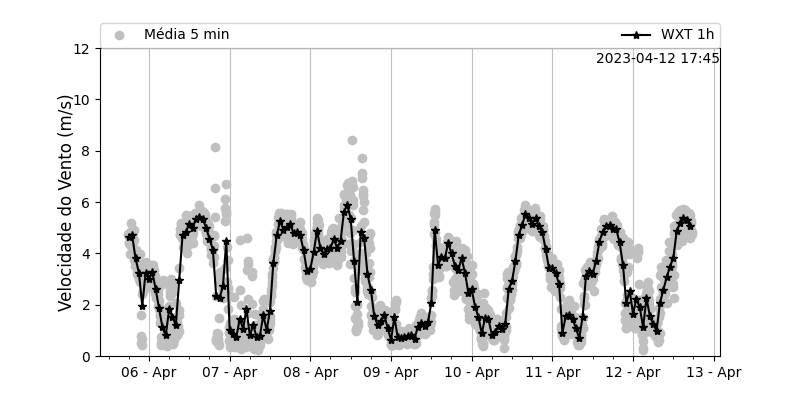 Média 5 min
WXT 1h
2023-04-12 17:45
Velocidade do Vento (m/s)
12
10
8
6
4
2
0
06 - Apr
07 - Apr
08 - Apr
09 - Apr
10 - Apr
11 - Apr
12 - Apr
13 - Apr